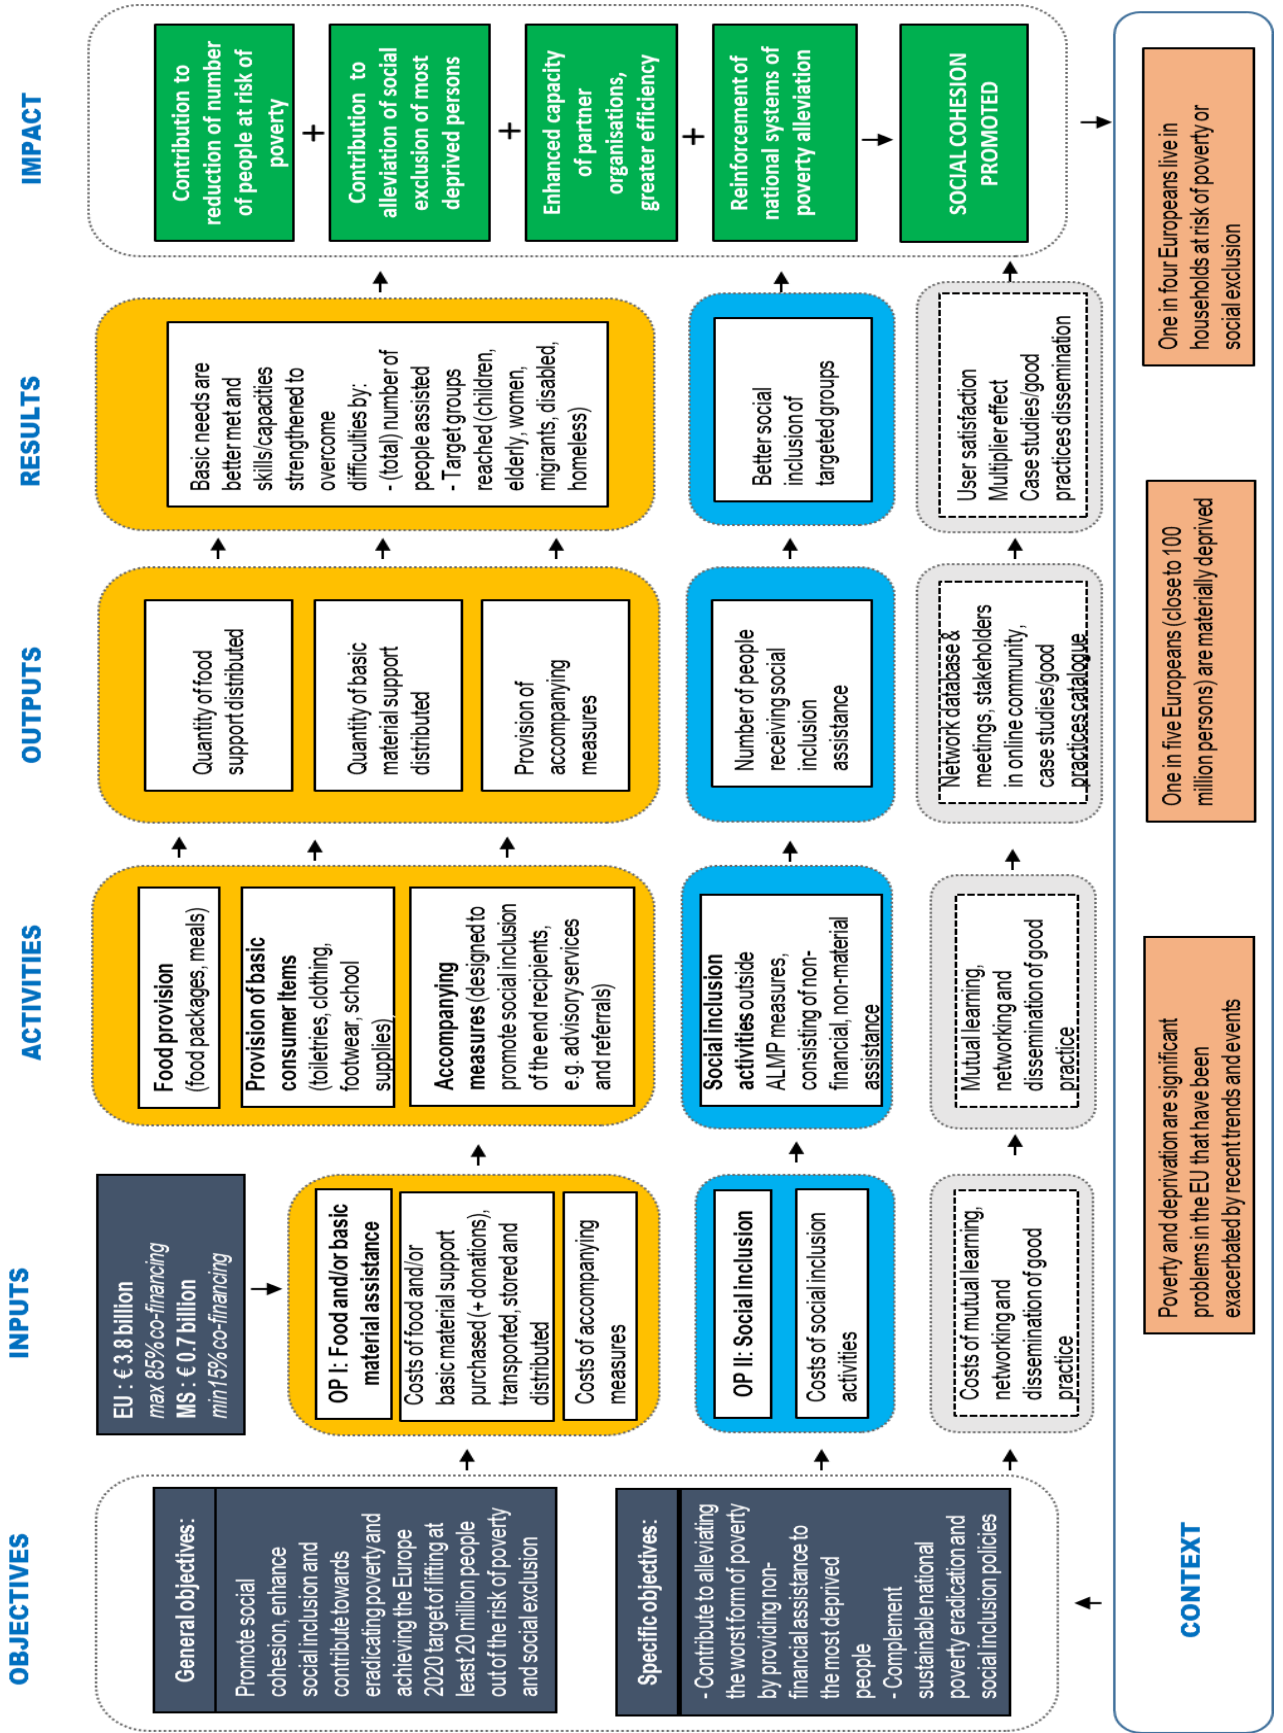 OBJECTIVES
General objectives:
Promote social
cohesion, enhance
social inclusion and
contribute towards
eradicating poverty and
achieving the Europe
2020 target of lifting at
least 20 million people
out of the risk of poverty
and social exclusion
Specific objectives:
- Contribute to alleviating
the worst form of poverty
by providing non-
financial assistance to
the most deprived
people
- Complement
sustainable national
poverty eradication and
social inclusion policies
INPUTS
EU : € 3.8 billion
max 85% co-financing
MS : € 0.7 billion
min15% co-financing
OP I: Food and/or basic
material assistance
Costs of food and/or
basic material support
purchased (+ donations),
transported, stored and
distributed
Costs of accompanying
measures
OP II: Social inclusion
Costs of social inclusion
activities
Costs of mutual learning,
networking and
dissemination of good
practice
ACTIVITIES
Food provision
(food packages, meals)
Provision of basic
consumer items
(toiletries, clothing,
footwear, school
supplies)
Accompanying
measures (designed to
promote social inclusion
of the end recipients,
e.g. advisory services
and referrals)
Social inclusion
activities outside
ALMP measures,
consisting of non-
financial, non-material
assistance
Mutual learning,
networking and
dissemination of good
practice
OUTPUTS
Quantity of food
support distributed
Quantity of basic
material support
distributed
Provision of
accompanying
measures
Number of people
receiving social
inclusion
assistance
Network database &
meetings, stakeholders
in online community,
case studies/good
practices catalogue
RESULTS
Basic needs are
better met and
skills/capacities
strengthened to
overcome
difficulties by:
- (total) number of
people assisted
- Target groups
reached (children,
elderly, women,
migrants, disabled,
homeless)
Better social
inclusion of
targeted groups
User satisfaction
Multiplier effect
Case studies/good
practices dissemination
IMPACT
Contribution to
reduction of number
of people at risk of
poverty
+
Contribution to
alleviation of social
exclusion of most
deprived persons
+
Enhanced capacity
of partner
organisations,
greater efficiency
+
Reinforcement of
national systems of
poverty alleviation
SOCIAL COHESION
PROMOTED
CONTEXT
Poverty and deprivation are significant
problems in the EU that have been
exacerbated by recent trends and events
One in five Europeans (close to 100
million persons) are materially deprived
One in four Europeans live in
households at risk of poverty or
social exclusion